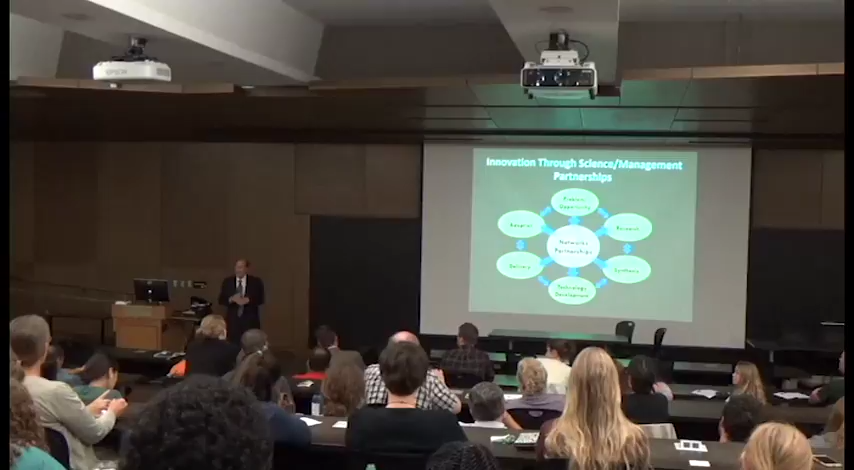 EPSON
Innovation Through Science/Management
Partnerships
Problem
Opportunity
Adoption
Research
Networks
Partnerships
Delivery
Synthesis
Technology
Development